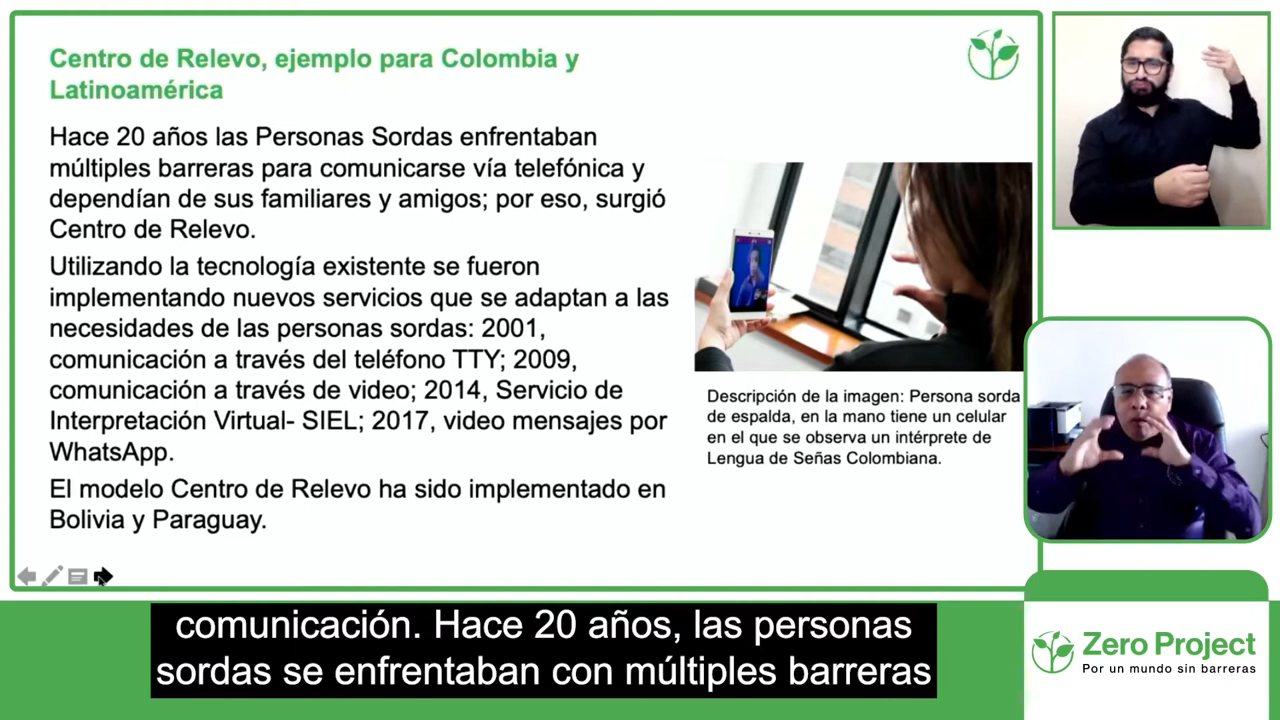 Centro de Relevo, ejemplo para Colombia y
Latinoamérica
Hace 20 años las Personas Sordas enfrentaban
múltiples barreras para comunicarse vía telefónica y
dependían de sus familiares y amigos; por eso, surgió
Centro de Relevo.
Utilizando la tecnología existente se fueron
implementando nuevos servicios que se adaptan a las
necesidades de las personas sordas: 2001,
comunicación a través del teléfono TTY; 2009,
comunicación a través de video; 2014, Servicio de
Interpretación Virtual- SIEL; 2017, video mensajes por
WhatsApp.
El modelo Centro de Relevo ha sido implementado en
Bolivia y Paraguay.
Descripción de la imagen: Persona sorda
de espalda, en la mano tiene un celular
en el que se observa un intérprete de
Lengua de Señas Colombiana.
comunicación. Hace 20 años, las personas
sordas se enfrentaban con múltiples barreras
Zero Project
Por un mundo sin barreras